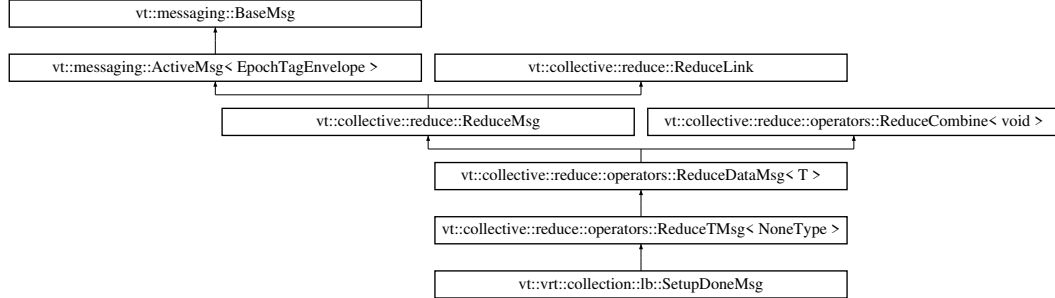 vt::messaging::BaseMsg
vt::messaging::ActiveMsg< EpochTagEnvelope >
vt::collective::reduce::ReduceLink
vt::collective::reduce::ReduceMsg
vt::collective::reduce::operators::ReduceCombine< void >
vt::collective::reduce::operators::ReduceDataMsg< T >
vt::collective::reduce::operators::ReduceTMsg< NoneType >
vt::vrt::collection::lb::SetupDoneMsg